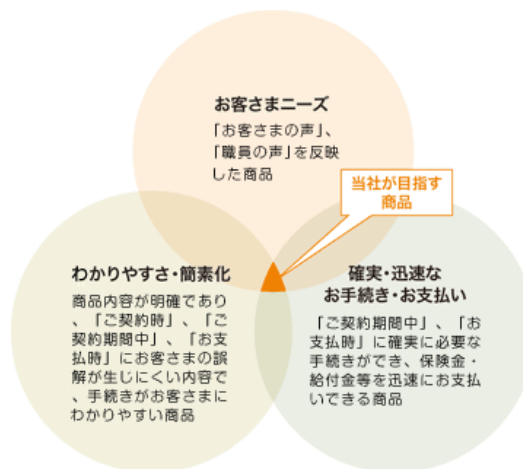 お客さまニーズ
「お客さまの声」、
「職員の声」を反映
した商品
当社が目指す
商品
わかりやすさ・簡素化
商品内容が明確であり
、「ご契約時」、「ご
契約期間中」、「お支
払時」にお客さまの誤
解が生じにくい内容で
、手続きがお客さまに
わかりやすい商品
確実・迅速な
お手続き・お支払い
「ご契約期間中」、「お
支払時」に確実に必要な
手続きができ、保険金・
給付金等を迅速にお支払
いできる商品